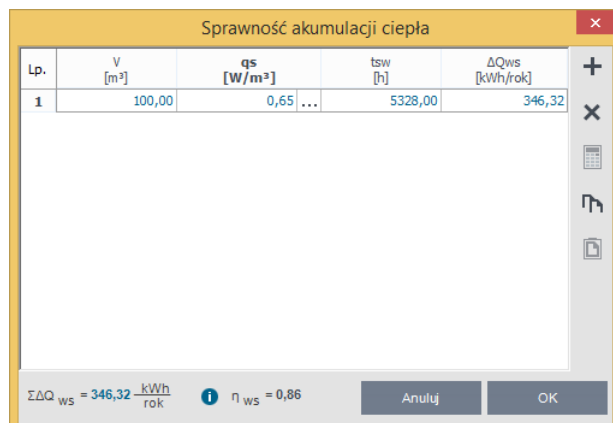 Sprawność akumulacji ciepła
Lp. V [m³] qs [W/m³] tsw [h] ΔQws [kWh/rok]
1 100,00 0,65 ... 5328,00 346,32
ΣΔQ ws = 346,32 kWh/rok i η ws = 0,86 Anuluj OK